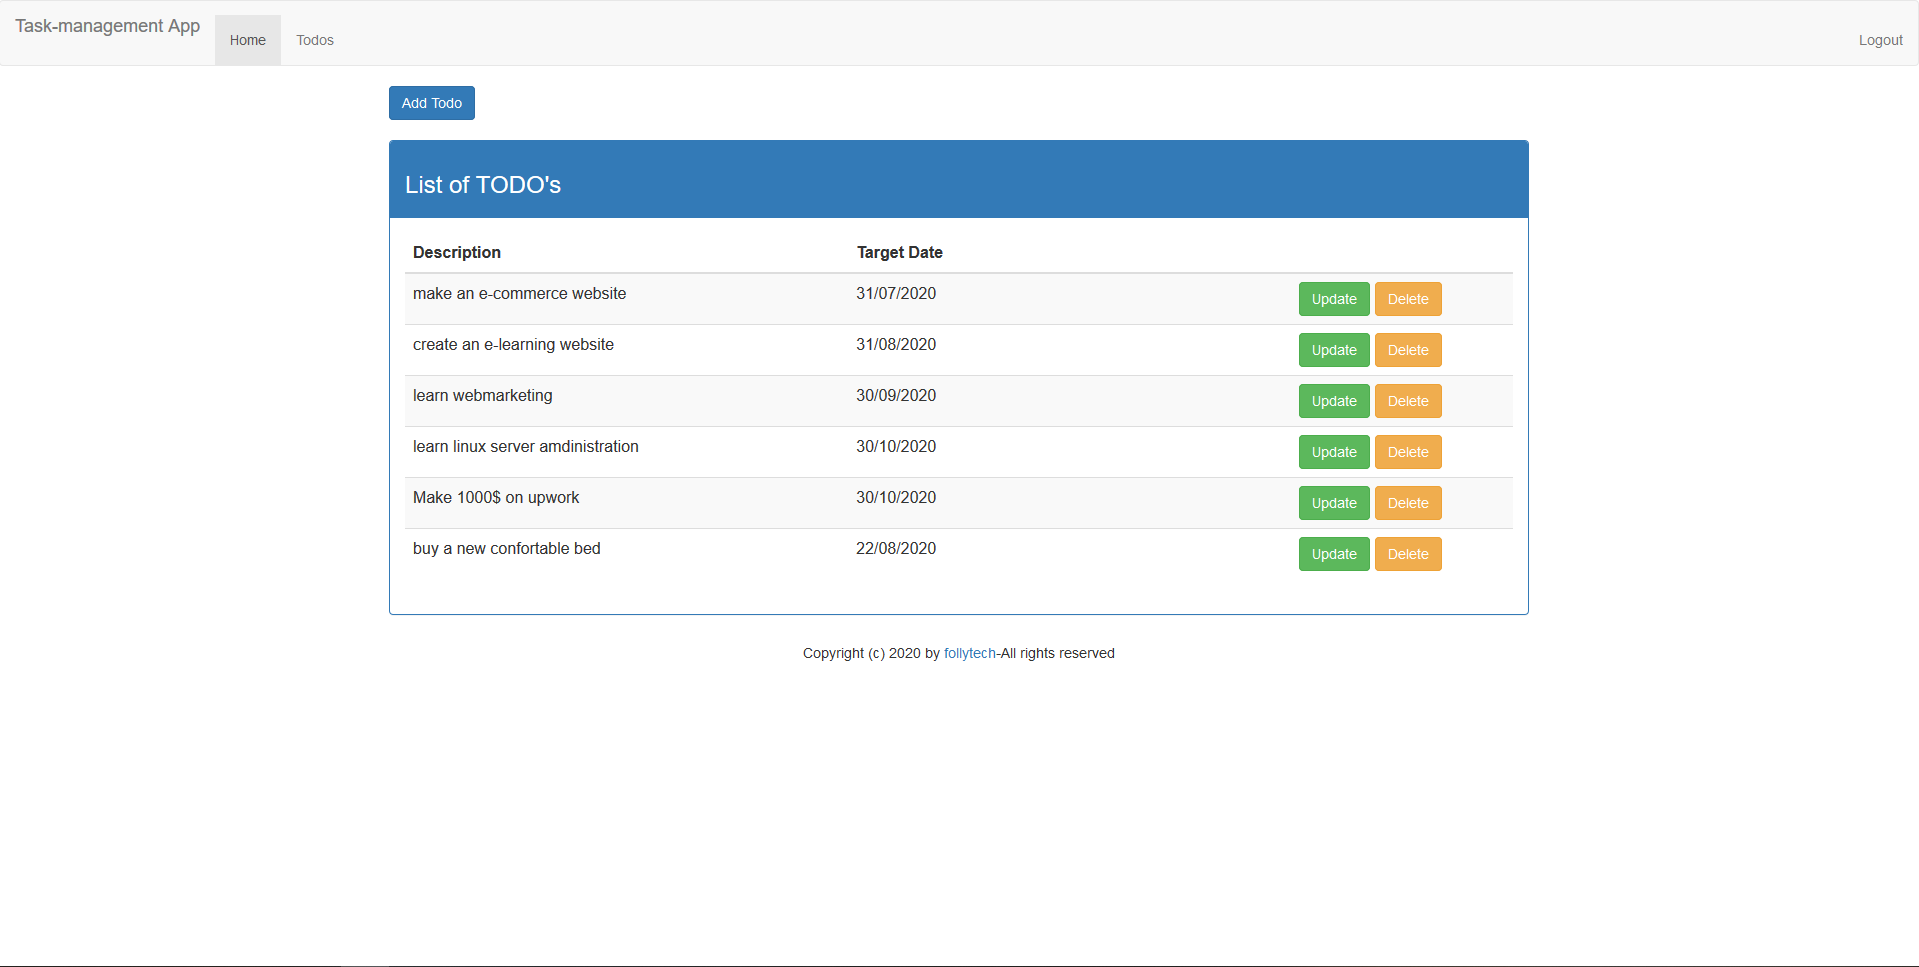 Task-management App Home Todos Logout
Add Todo
List of TODO's
Description Target Date
make an e-commerce website 31/07/2020 Update Delete
create an e-learning website 31/08/2020 Update Delete
learn webmarketing 30/09/2020 Update Delete
learn linux server amdinistration 30/10/2020 Update Delete
Make 1000$ on upwork 30/10/2020 Update Delete
buy a new confortable bed 22/08/2020 Update Delete
Copyright (c) 2020 by follytech-All rights reserved